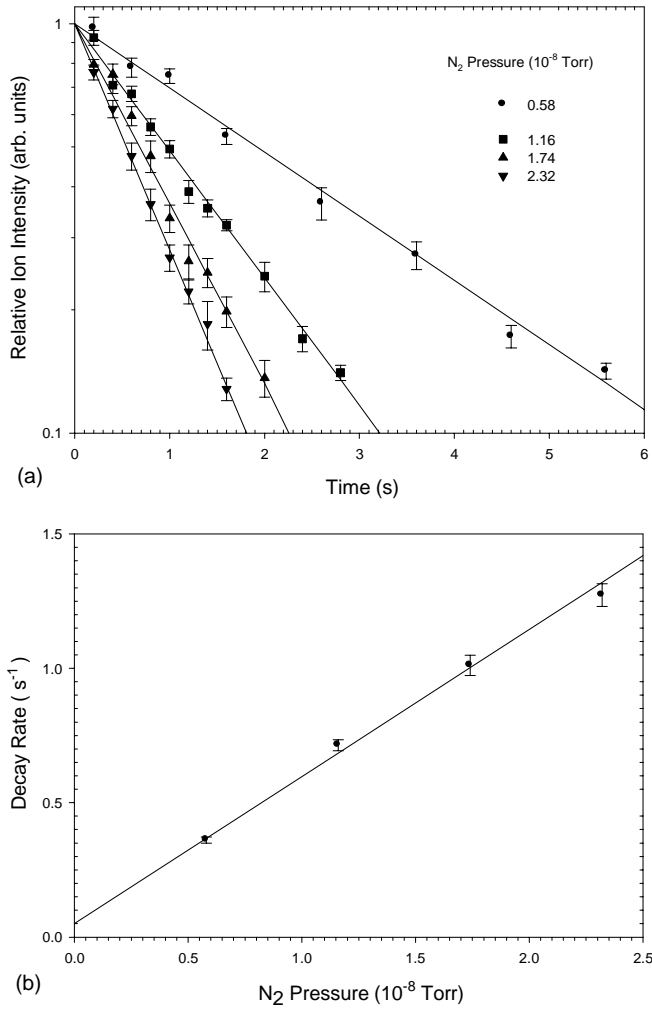 1
Relative Ion Intensity (arb. units)
N2 Pressure (10-8 Torr)
0.58
1.16
1.74
2.32
0.1
0 1 2 3 4 5 6
(a)
Time (s)
1.5
1.0
Decay Rate ( s-1)
0.5
0.0
0.0 0.5 1.0 1.5 2.0 2.5
(b)
N2 Pressure (10-8 Torr)